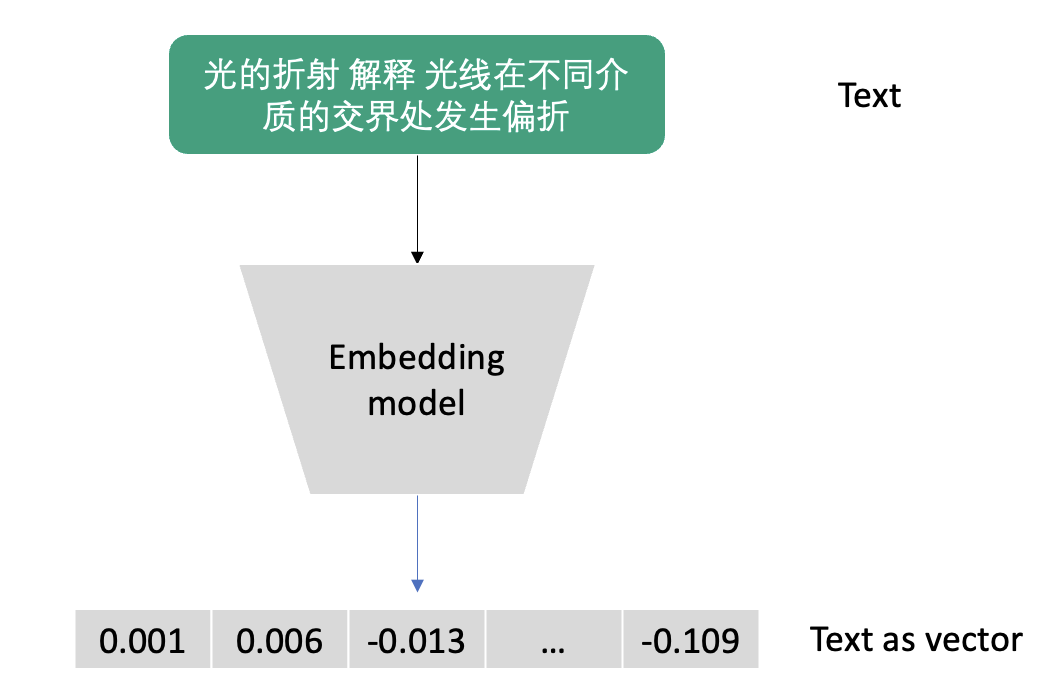 光的折射 解释 光线在不同介
质的交界处发生偏折
Text
Embedding
model
0.001 0.006 -0.013 ... -0.109
Text as vector